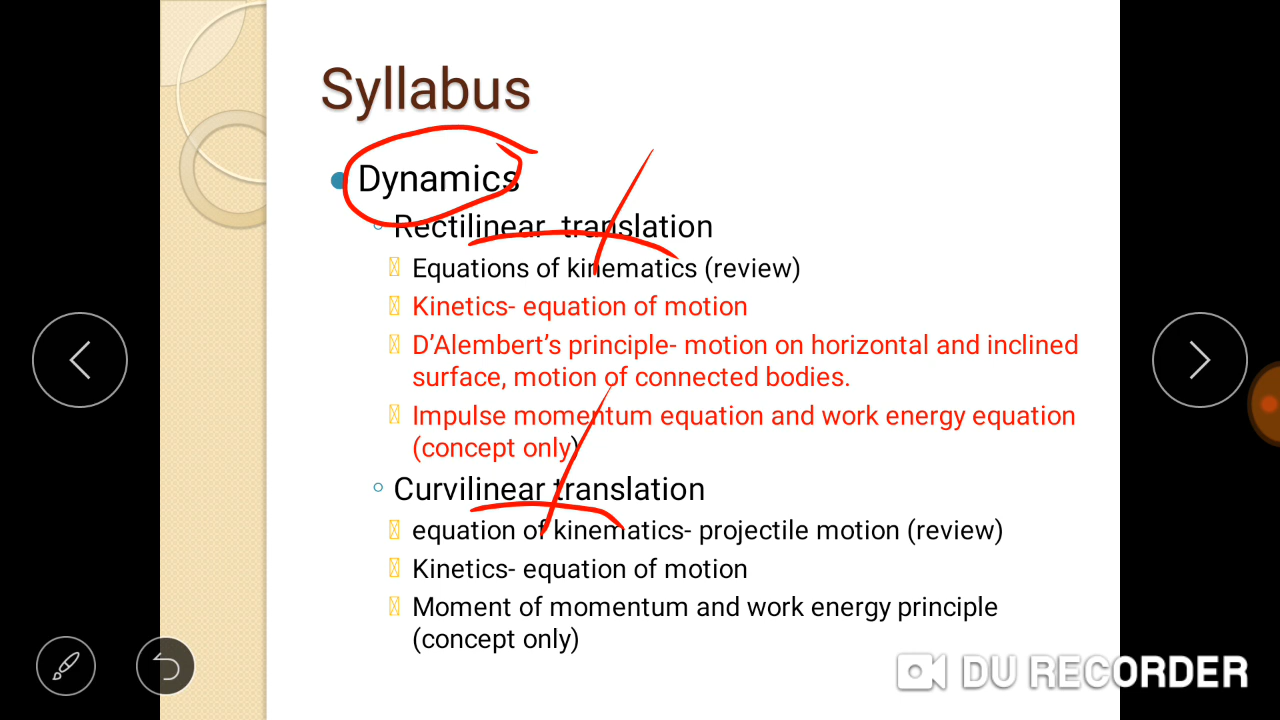 Syllabus
Dynamics
Rectilinear translation
Equations of kinematics (review)
Kinetics- equation of motion
D’Alembert’s principle- motion on horizontal and inclined
surface, motion of connected bodies.
Impulse momentum equation and work energy equation
(concept only)
Curvilinear translation
equation of kinematics- projectile motion (review)
Kinetics- equation of motion
Moment of momentum and work energy principle
(concept only)
DU RECORDER